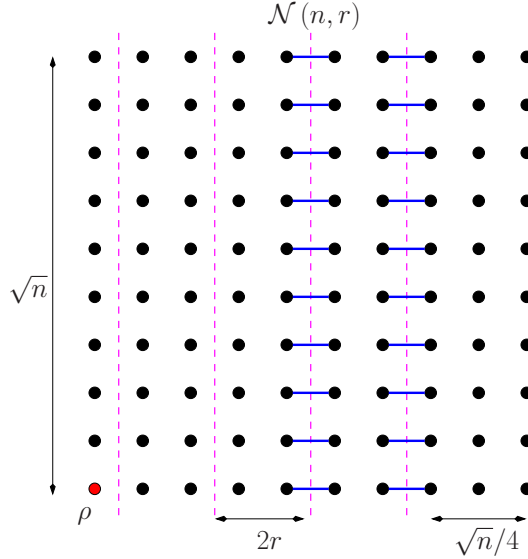 𝒩 (n, r)
√n
ρ
2r
√n/4